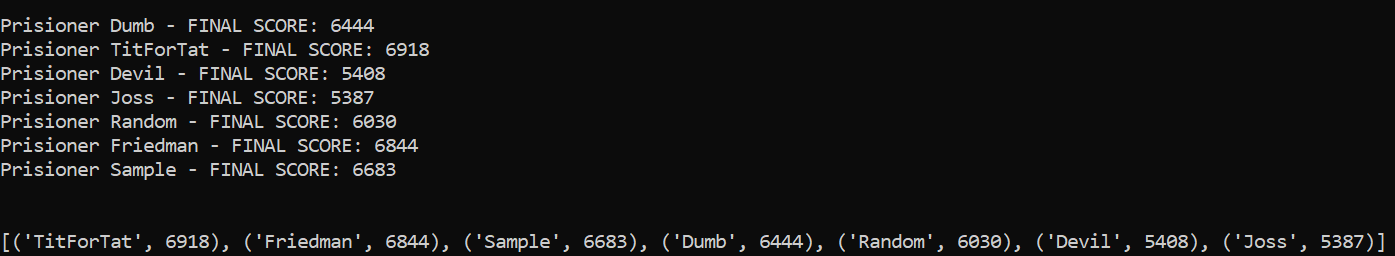 Prisioner Dumb - FINAL SCORE: 6444
Prisioner TitForTat - FINAL SCORE: 6918
Prisioner Devil - FINAL SCORE: 5408
Prisioner Joss - FINAL SCORE: 5387
Prisioner Random - FINAL SCORE: 6030
Prisioner Friedman - FINAL SCORE: 6844
Prisioner Sample - FINAL SCORE: 6683
[('TitForTat', 6918), ('Friedman', 6844), ('Sample', 6683), ('Dumb', 6444), ('Random', 6030), ('Devil', 5408), ('Joss', 5387)]